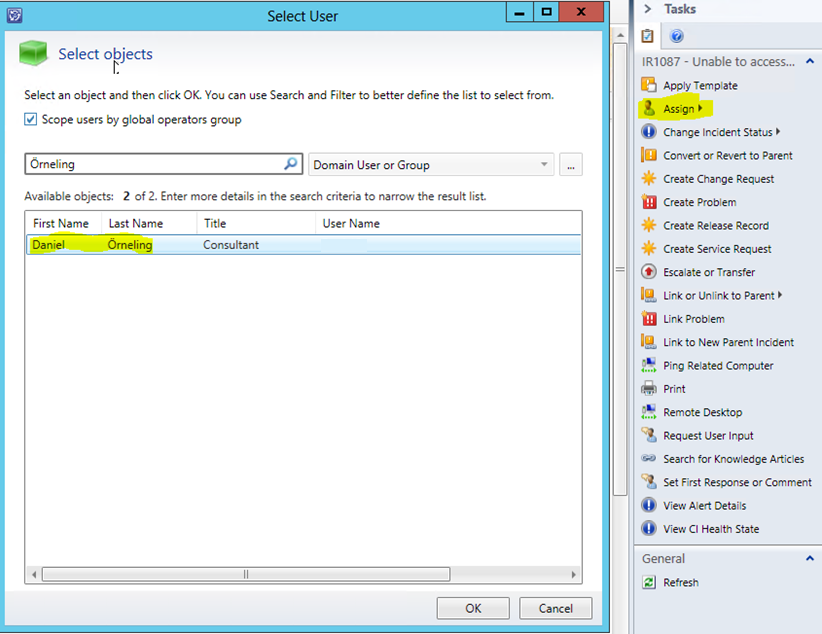 Select User
Select objects
Select an object and then click OK. You can use Search and Filter to better define the list to select from.
Scope users by global operators group
Örneling
Domain User or Group
...
Available objects: 2 of 2. Enter more details in the search criteria to narrow the result list.
First Name Last Name Title User Name
Daniel Örneling Consultant
OK Cancel
Tasks
IR1087 - Unable to access...
Apply Template
Assign
Change Incident Status
Convert or Revert to Parent
Create Change Request
Create Problem
Create Release Record
Create Service Request
Escalate or Transfer
Link or Unlink to Parent
Link Problem
Link to New Parent Incident
Ping Related Computer
Print
Remote Desktop
Request User Input
Search for Knowledge Articles
Set First Response or Comment
View Alert Details
View CI Health State
General
Refresh